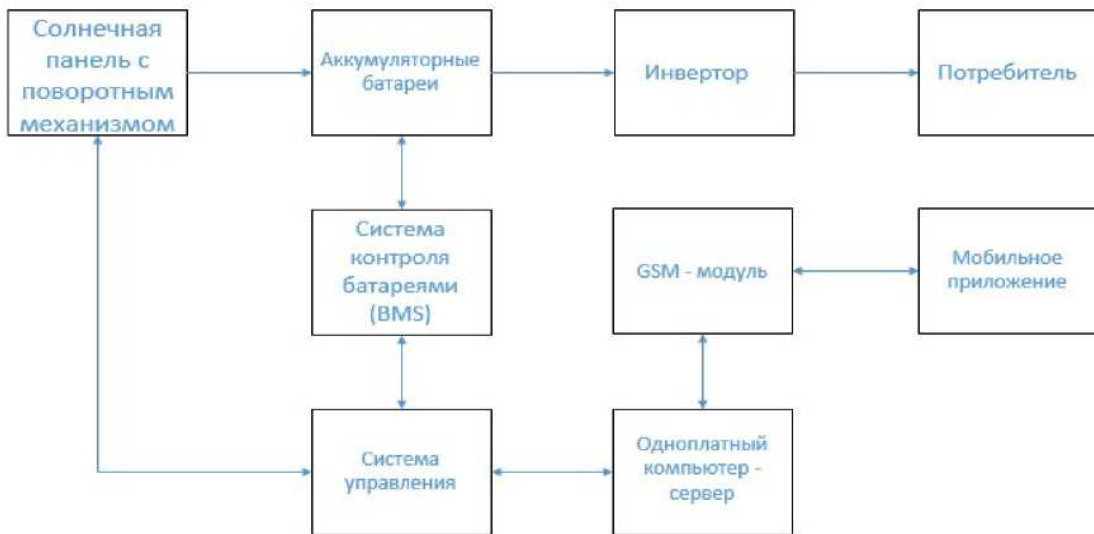 Солнечная
панель с
поворотным
механизмом
Аккумуляторные
батареи
Инвертор
Потребитель
Система
контроля
батареями
(BMS)
GSM - модуль
Мобильное
приложение
Система
управления
Одноплатный
компьютер -
сервер